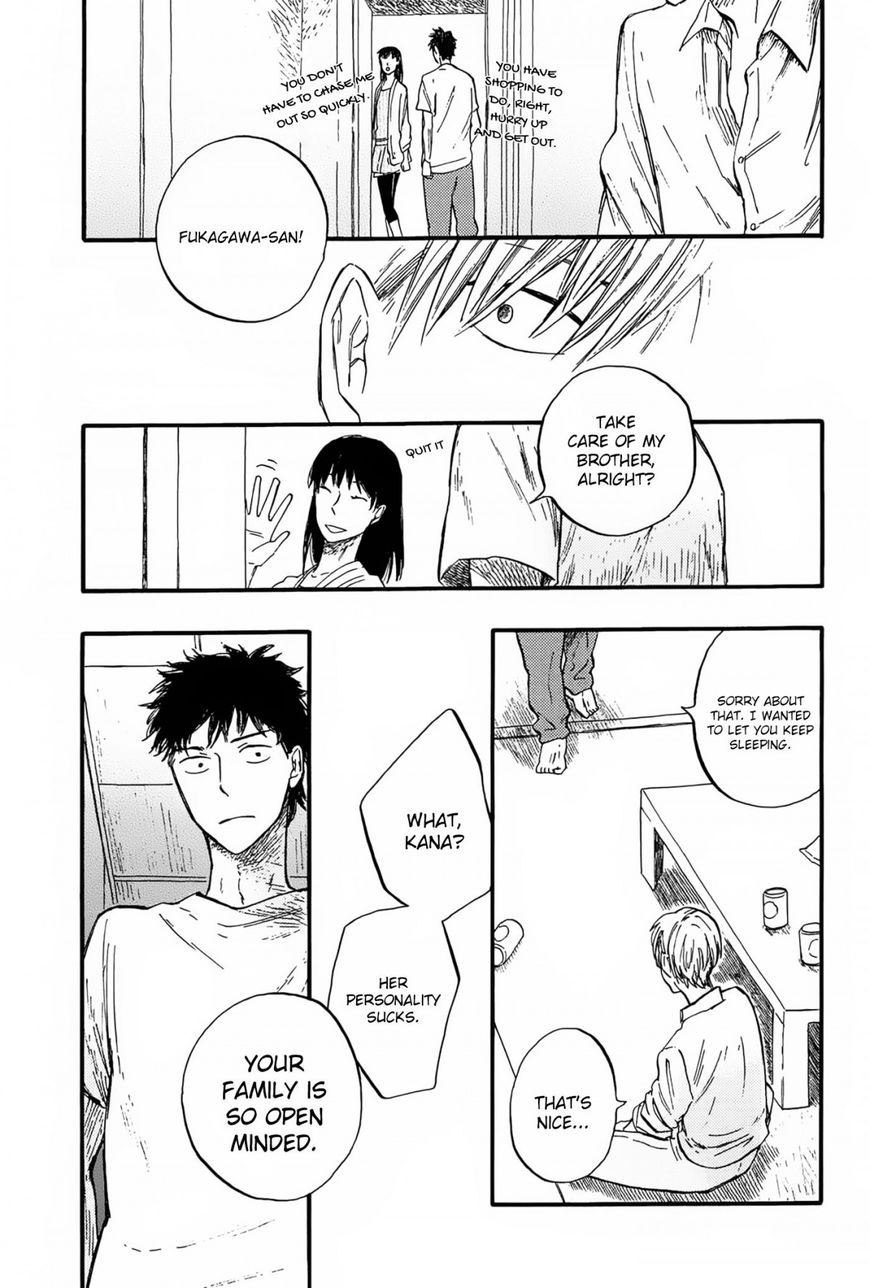 YOU HAVE
SHOPPING TO
DO, RIGHT,
HURRY UP
AND GET OUT.
YOU DON'T
HAVE TO CHASE ME
OUT SO QUICKLY.
FUKAGAWA-SAN!
TAKE
CARE OF MY
BROTHER,
ALRIGHT?
QUIT IT
SORRY ABOUT
THAT. I WANTED
TO LET YOU KEEP
SLEEPING.
THAT'S
NICE...
WHAT,
KANA?
HER
PERSONALITY
SUCKS.
YOUR
FAMILY IS
SO OPEN
MINDED.